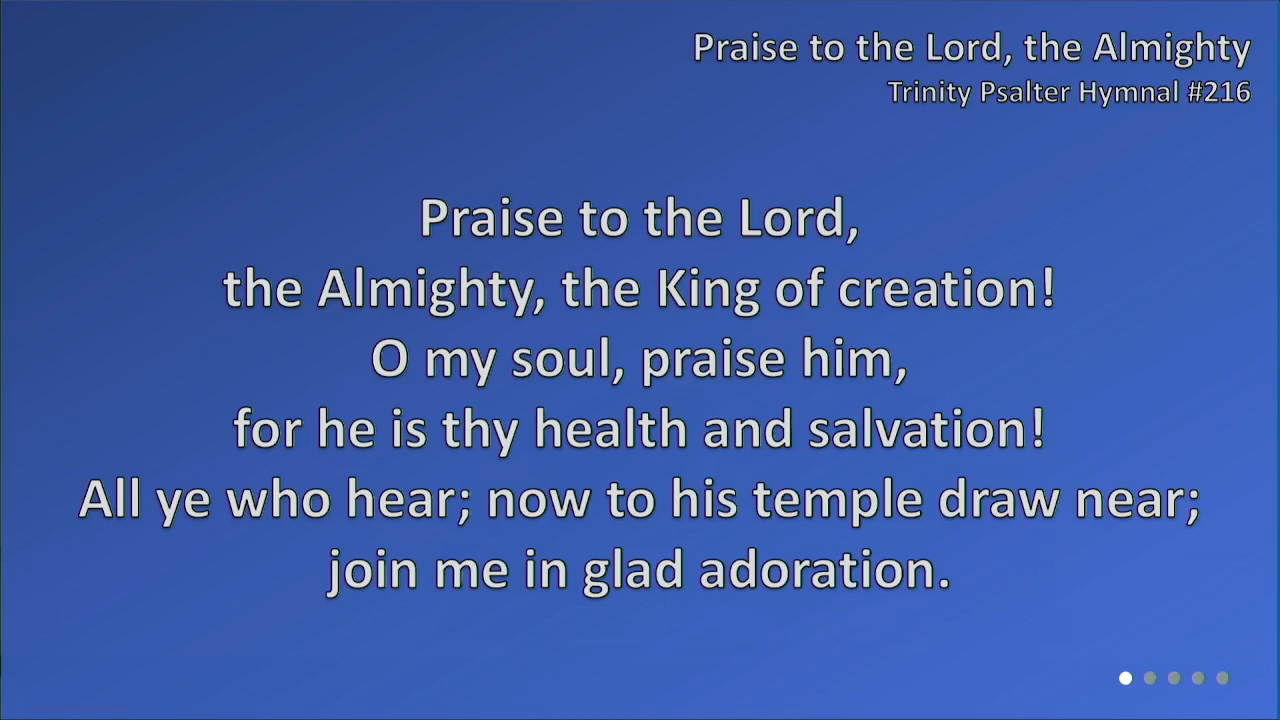 Praise to the Lord, the Almighty
Trinity Psalter Hymnal #216
Praise to the Lord,
the Almighty, the King of creation!
O my soul, praise him,
for he is thy health and salvation!
All ye who hear; now to his temple draw near;
join me in glad adoration.